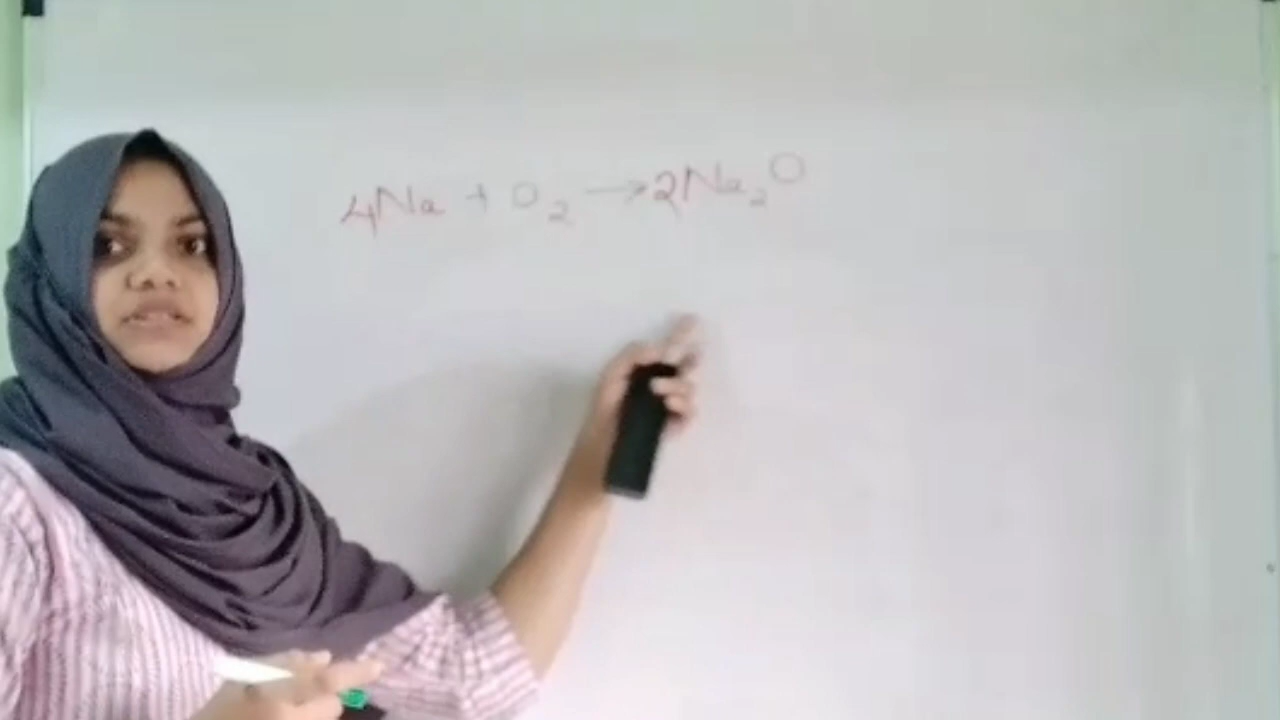 4Na + O₂ → 2Na₂O